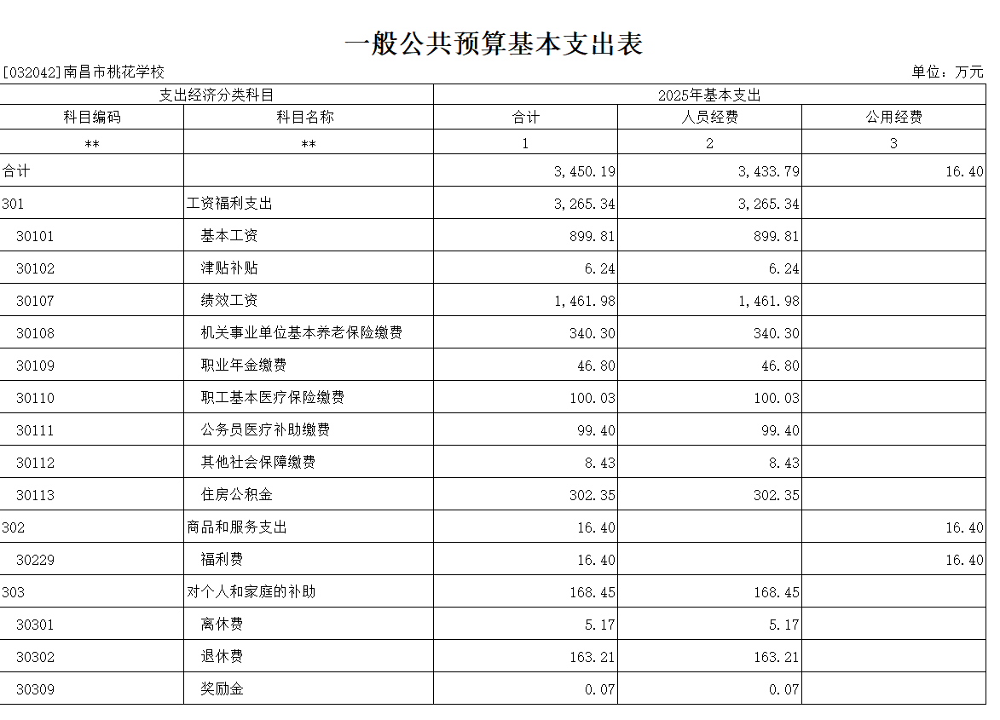 一般公共预算基本支出表
[032042]南昌市桃花学校 单位：万元
支出经济分类科目 2025年基本支出
科目编码 科目名称 合计 人员经费 公用经费
** ** 1 2 3
合计 3,450.19 3,433.79 16.40
301 工资福利支出 3,265.34 3,265.34
30101 基本工资 899.81 899.81
30102 津贴补贴 6.24 6.24
30107 绩效工资 1,461.98 1,461.98
30108 机关事业单位基本养老保险缴费 340.30 340.30
30109 职业年金缴费 46.80 46.80
30110 职工基本医疗保险缴费 100.03 100.03
30111 公务员医疗补助缴费 99.40 99.40
30112 其他社会保障缴费 8.43 8.43
30113 住房公积金 302.35 302.35
302 商品和服务支出 16.40 16.40
30229 福利费 16.40 16.40
303 对个人和家庭的补助 168.45 168.45
30301 离休费 5.17 5.17
30302 退休费 163.21 163.21
30309 奖励金 0.07 0.07